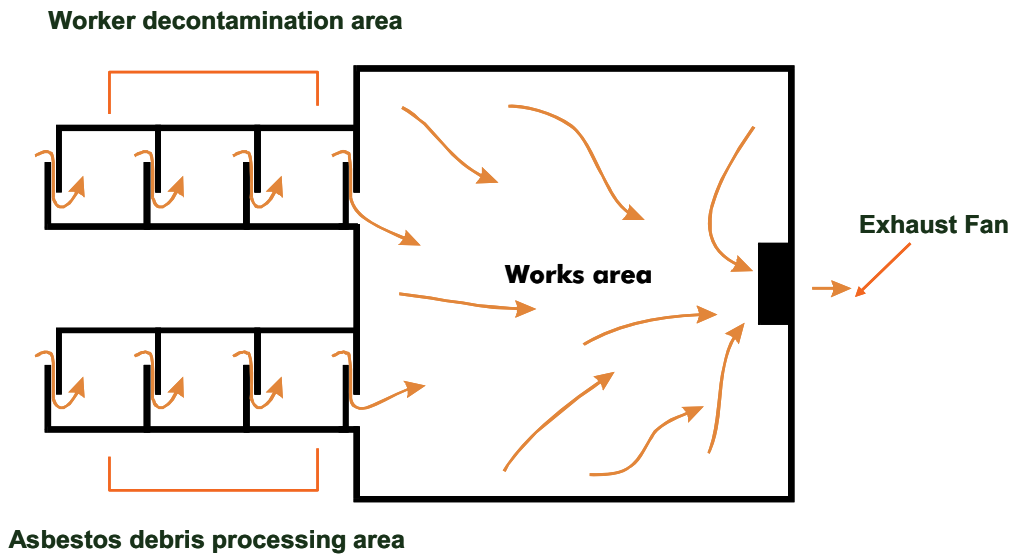 Worker decontamination area
Exhaust Fan
Works area
Asbestos debris processing area